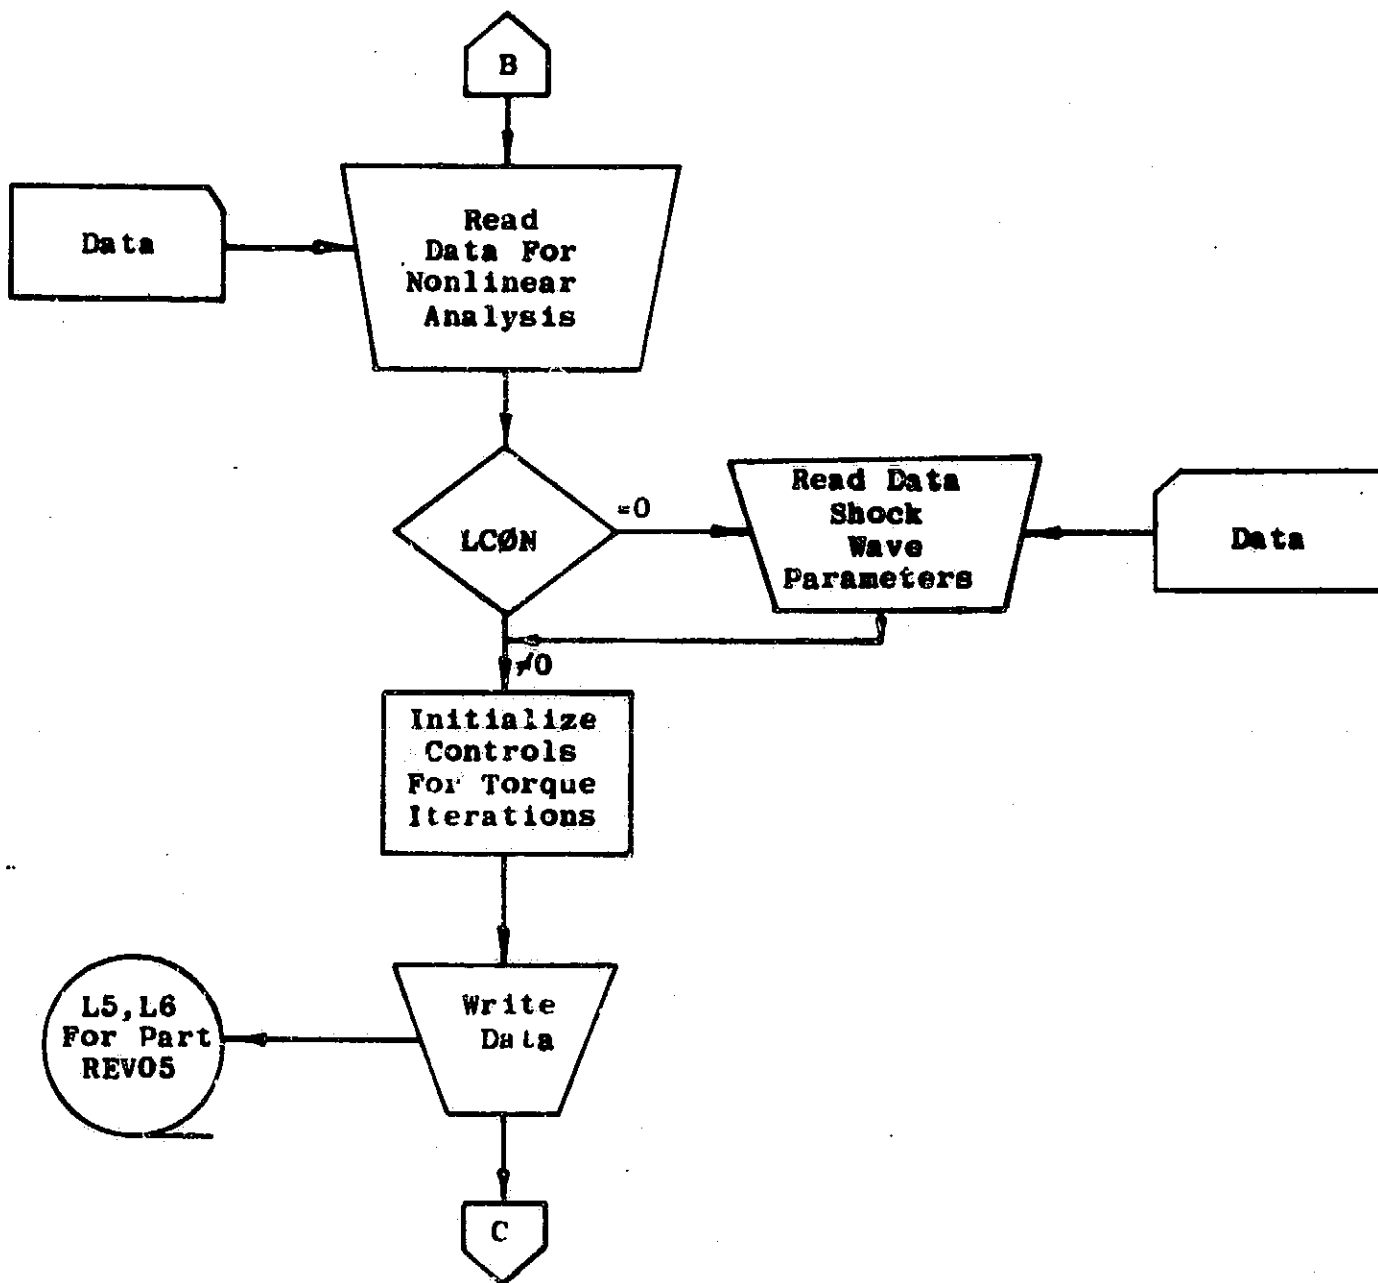 B
Data
Read
Data For
Nonlinear
Analysis
LCØN
=0
Read Data
Shock
Wave
Parameters
Data
≠0
Initialize
Controls
For Torque
Iterations
Write
Data
L5,L6
For Part
REV05
C